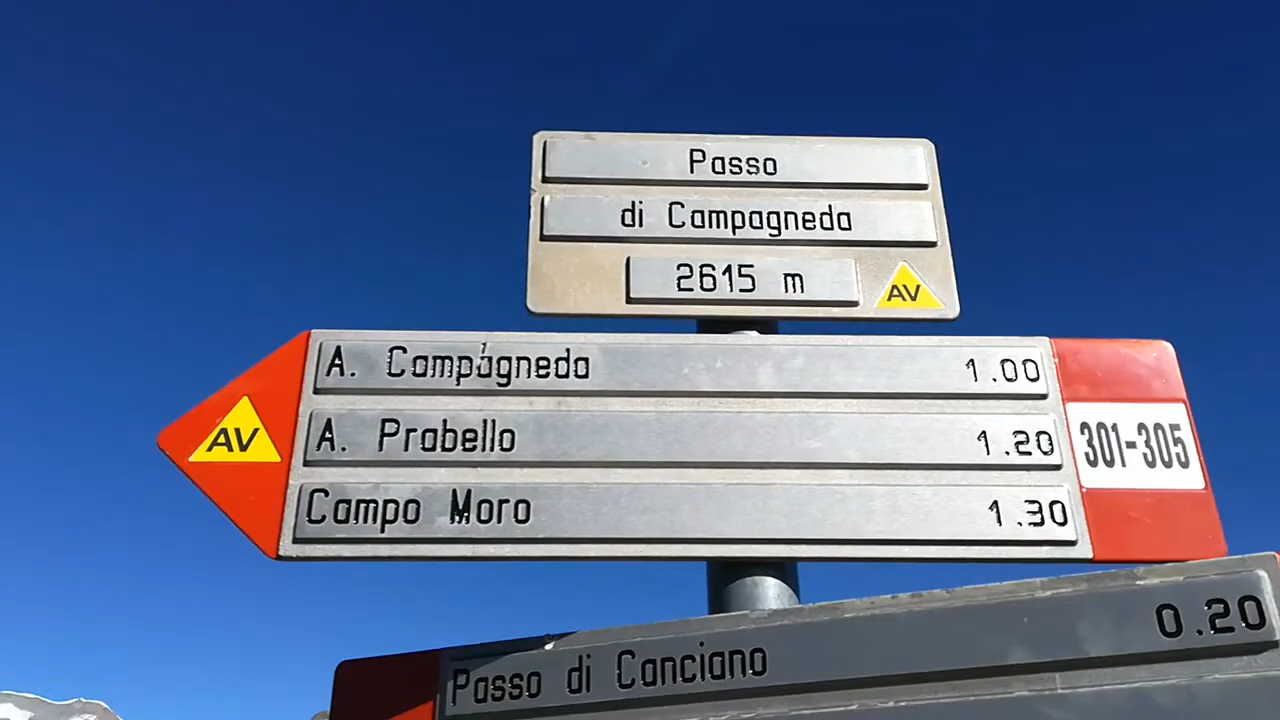 Passo
di Campagneda
2615 m
AV
A. Campagneda 1.00
AV
A. Prabello 1.20
301-305
Campo Moro 1.30
Passo di Canciano 0.20